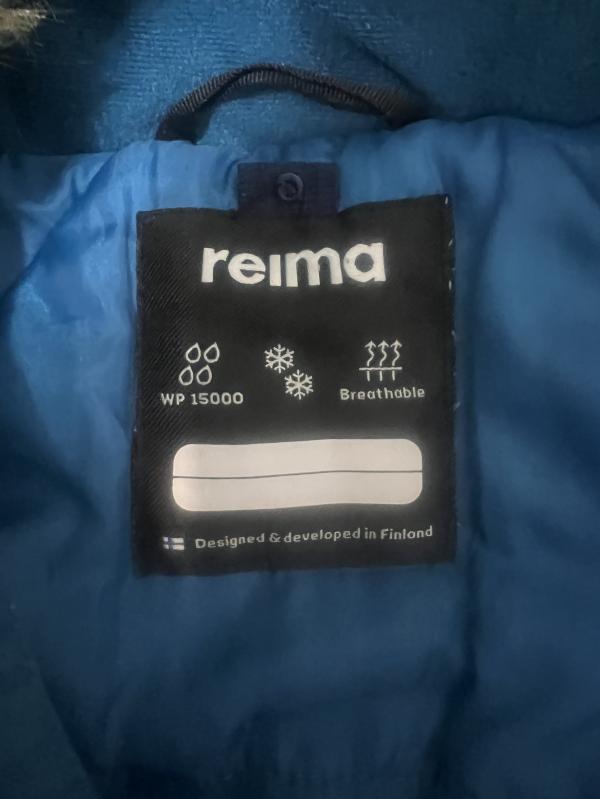 reima
WP 15000
Breathable
Designed & developed in Finland